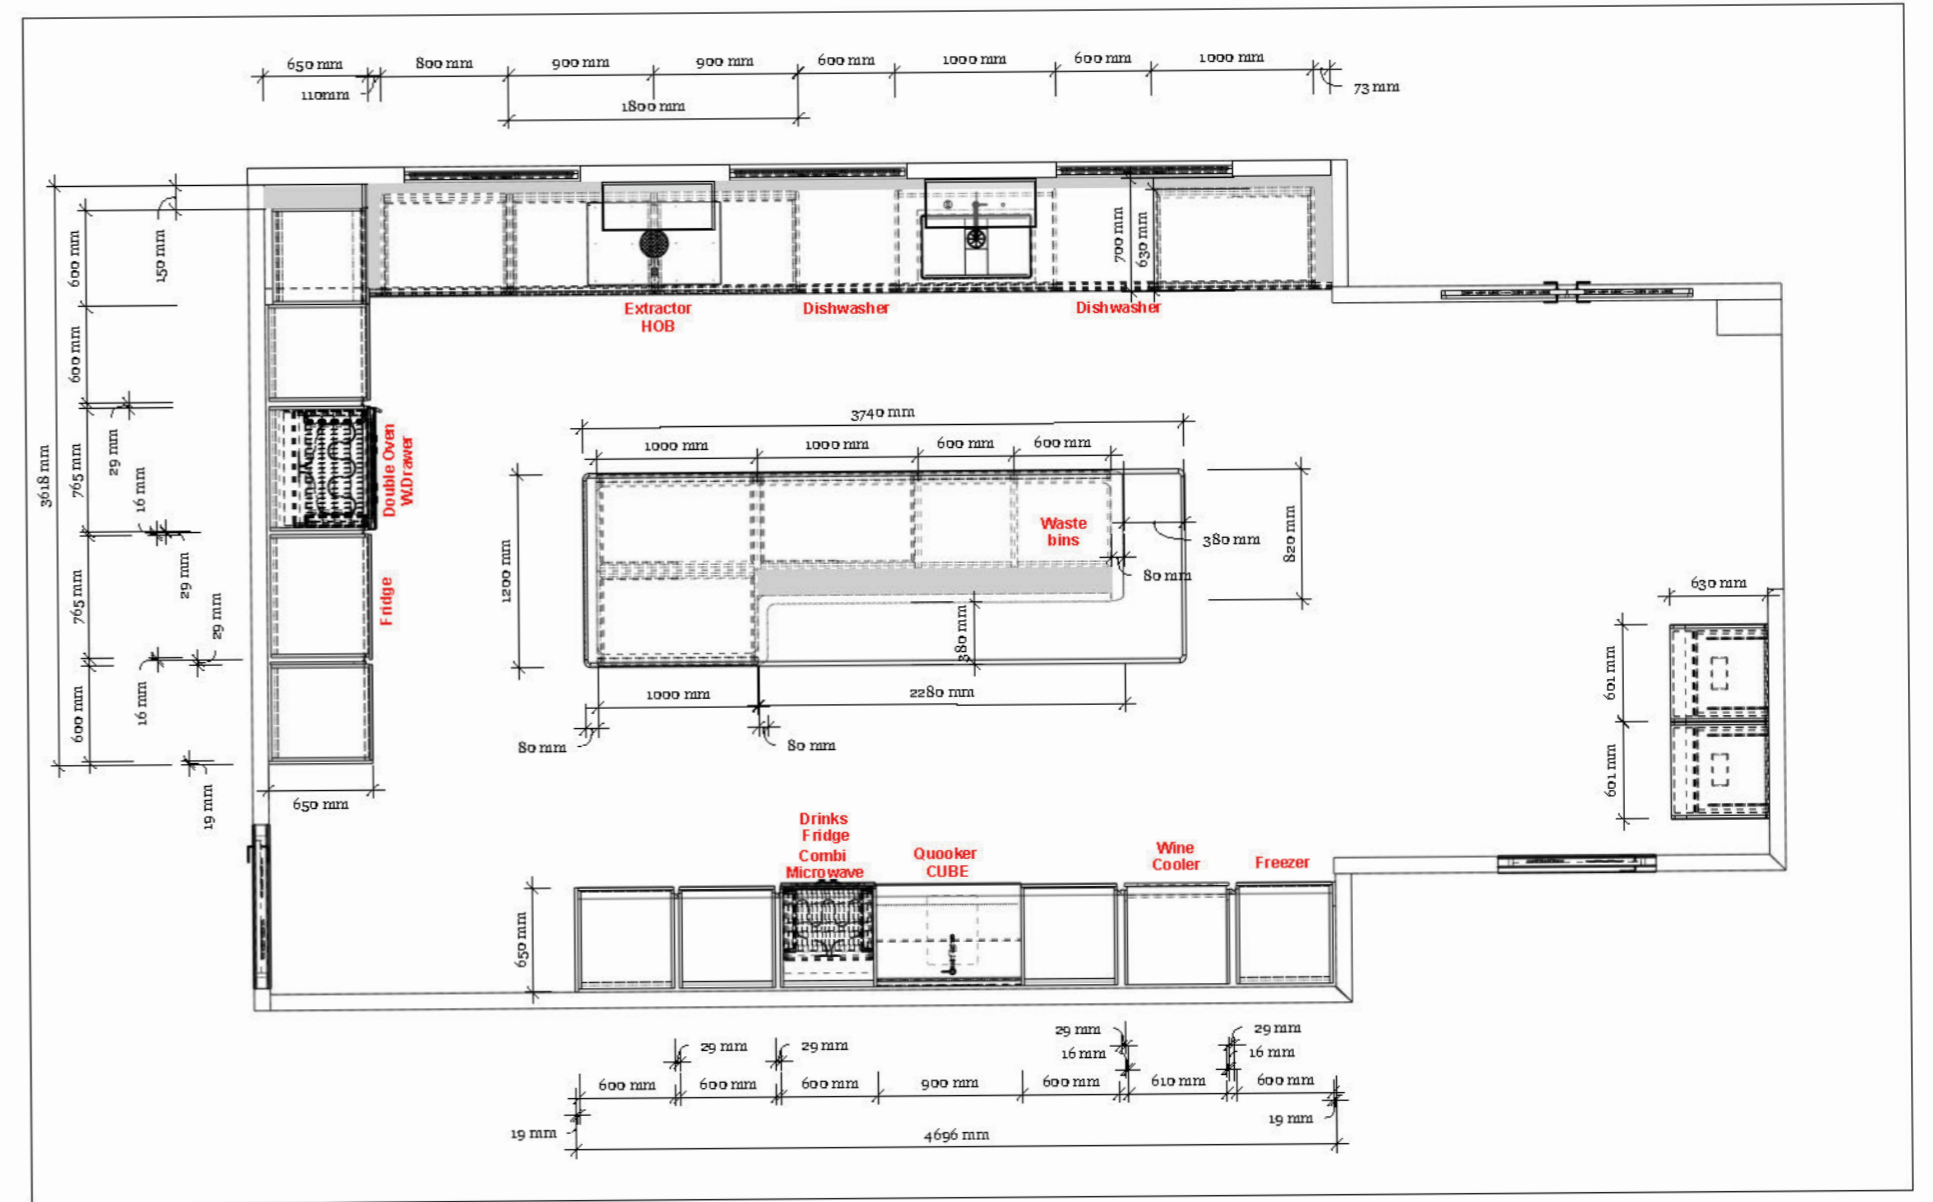 650 mm
800 mm
900 mm
900 mm
600 mm
1000 mm
600 mm
1000 mm
110mm
73 mm
1800 mm
150 mm
600 mm
700 mm
630 mm
Extractor
HOB
Dishwasher
Dishwasher
600 mm
3618 mm
29 mm
765 mm
16 mm
Double Oven
W.Drawer
29 mm
765 mm
Fridge
29 mm
16 mm
600 mm
19 mm
650 mm
3740 mm
1000 mm
1000 mm
600 mm
600 mm
Waste
bins
380 mm
820 mm
80 mm
1200 mm
380 mm
1000 mm
2280 mm
80 mm
80 mm
630 mm
601 mm
601 mm
Drinks
Fridge
Combi
Microwave
Quooker
CUBE
Wine
Cooler
Freezer
650 mm
29 mm
29 mm
29 mm
16 mm
29 mm
16 mm
600 mm
600 mm
600 mm
900 mm
600 mm
610 mm
600 mm
19 mm
19 mm
4696 mm